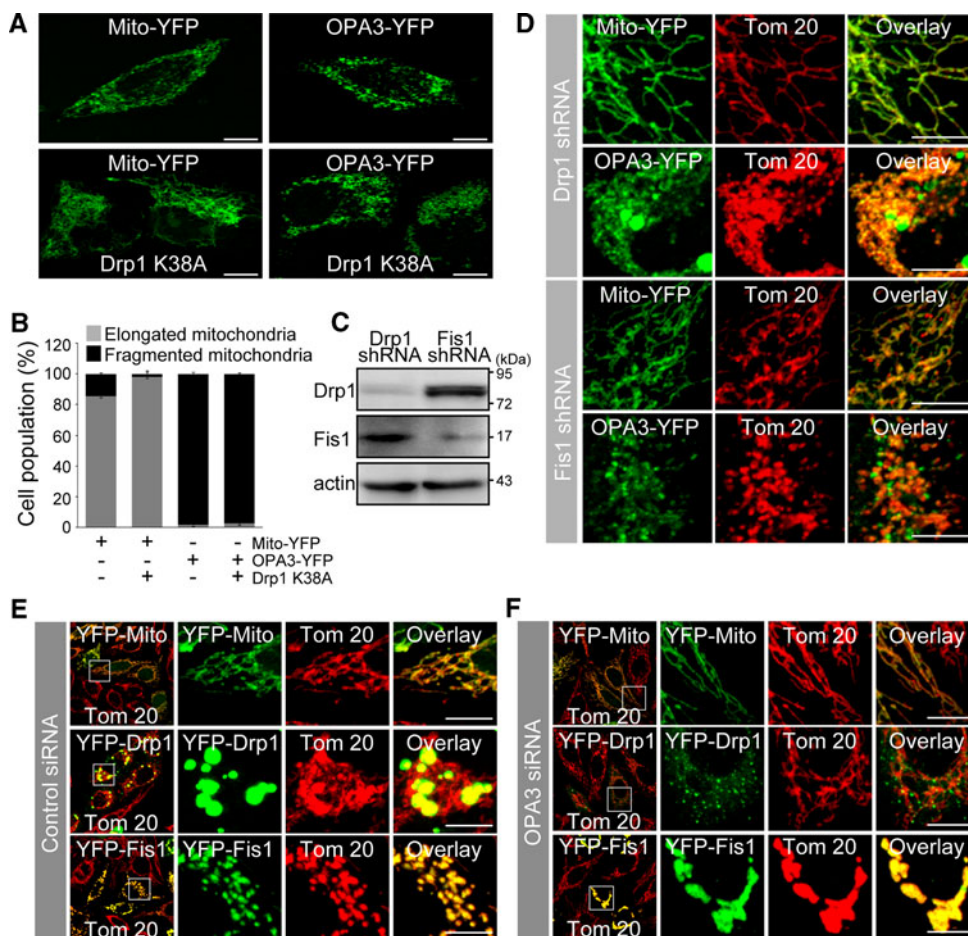 A
Mito-YFP
OPA3-YFP
Mito-YFP
OPA3-YFP
Drp1 K38A
Drp1 K38A
B
Elongated mitochondria
Fragmented mitochondria
Cell population (%)
120
100
80
60
40
20
0
+ + - - Mito-YFP
- - + + OPA3-YFP
- + - + Drp1 K38A
C
Drp1 shRNA
Fis1 shRNA
(kDa)
Drp1
95
72
Fis1
17
actin
43
D
Drp1 shRNA
Mito-YFP Tom 20 Overlay
OPA3-YFP Tom 20 Overlay
Fis1 shRNA
Mito-YFP Tom 20 Overlay
OPA3-YFP Tom 20 Overlay
E
Control siRNA
YFP-Mito YFP-Mito Tom 20 Overlay
Tom 20
YFP-Drp1 YFP-Drp1 Tom 20 Overlay
Tom 20
YFP-Fis1 YFP-Fis1 Tom 20 Overlay
Tom 20
F
OPA3 siRNA
YFP-Mito YFP-Mito Tom 20 Overlay
Tom 20
YFP-Drp1 YFP-Drp1 Tom 20 Overlay
Tom 20
YFP-Fis1 YFP-Fis1 Tom 20 Overlay
Tom 20